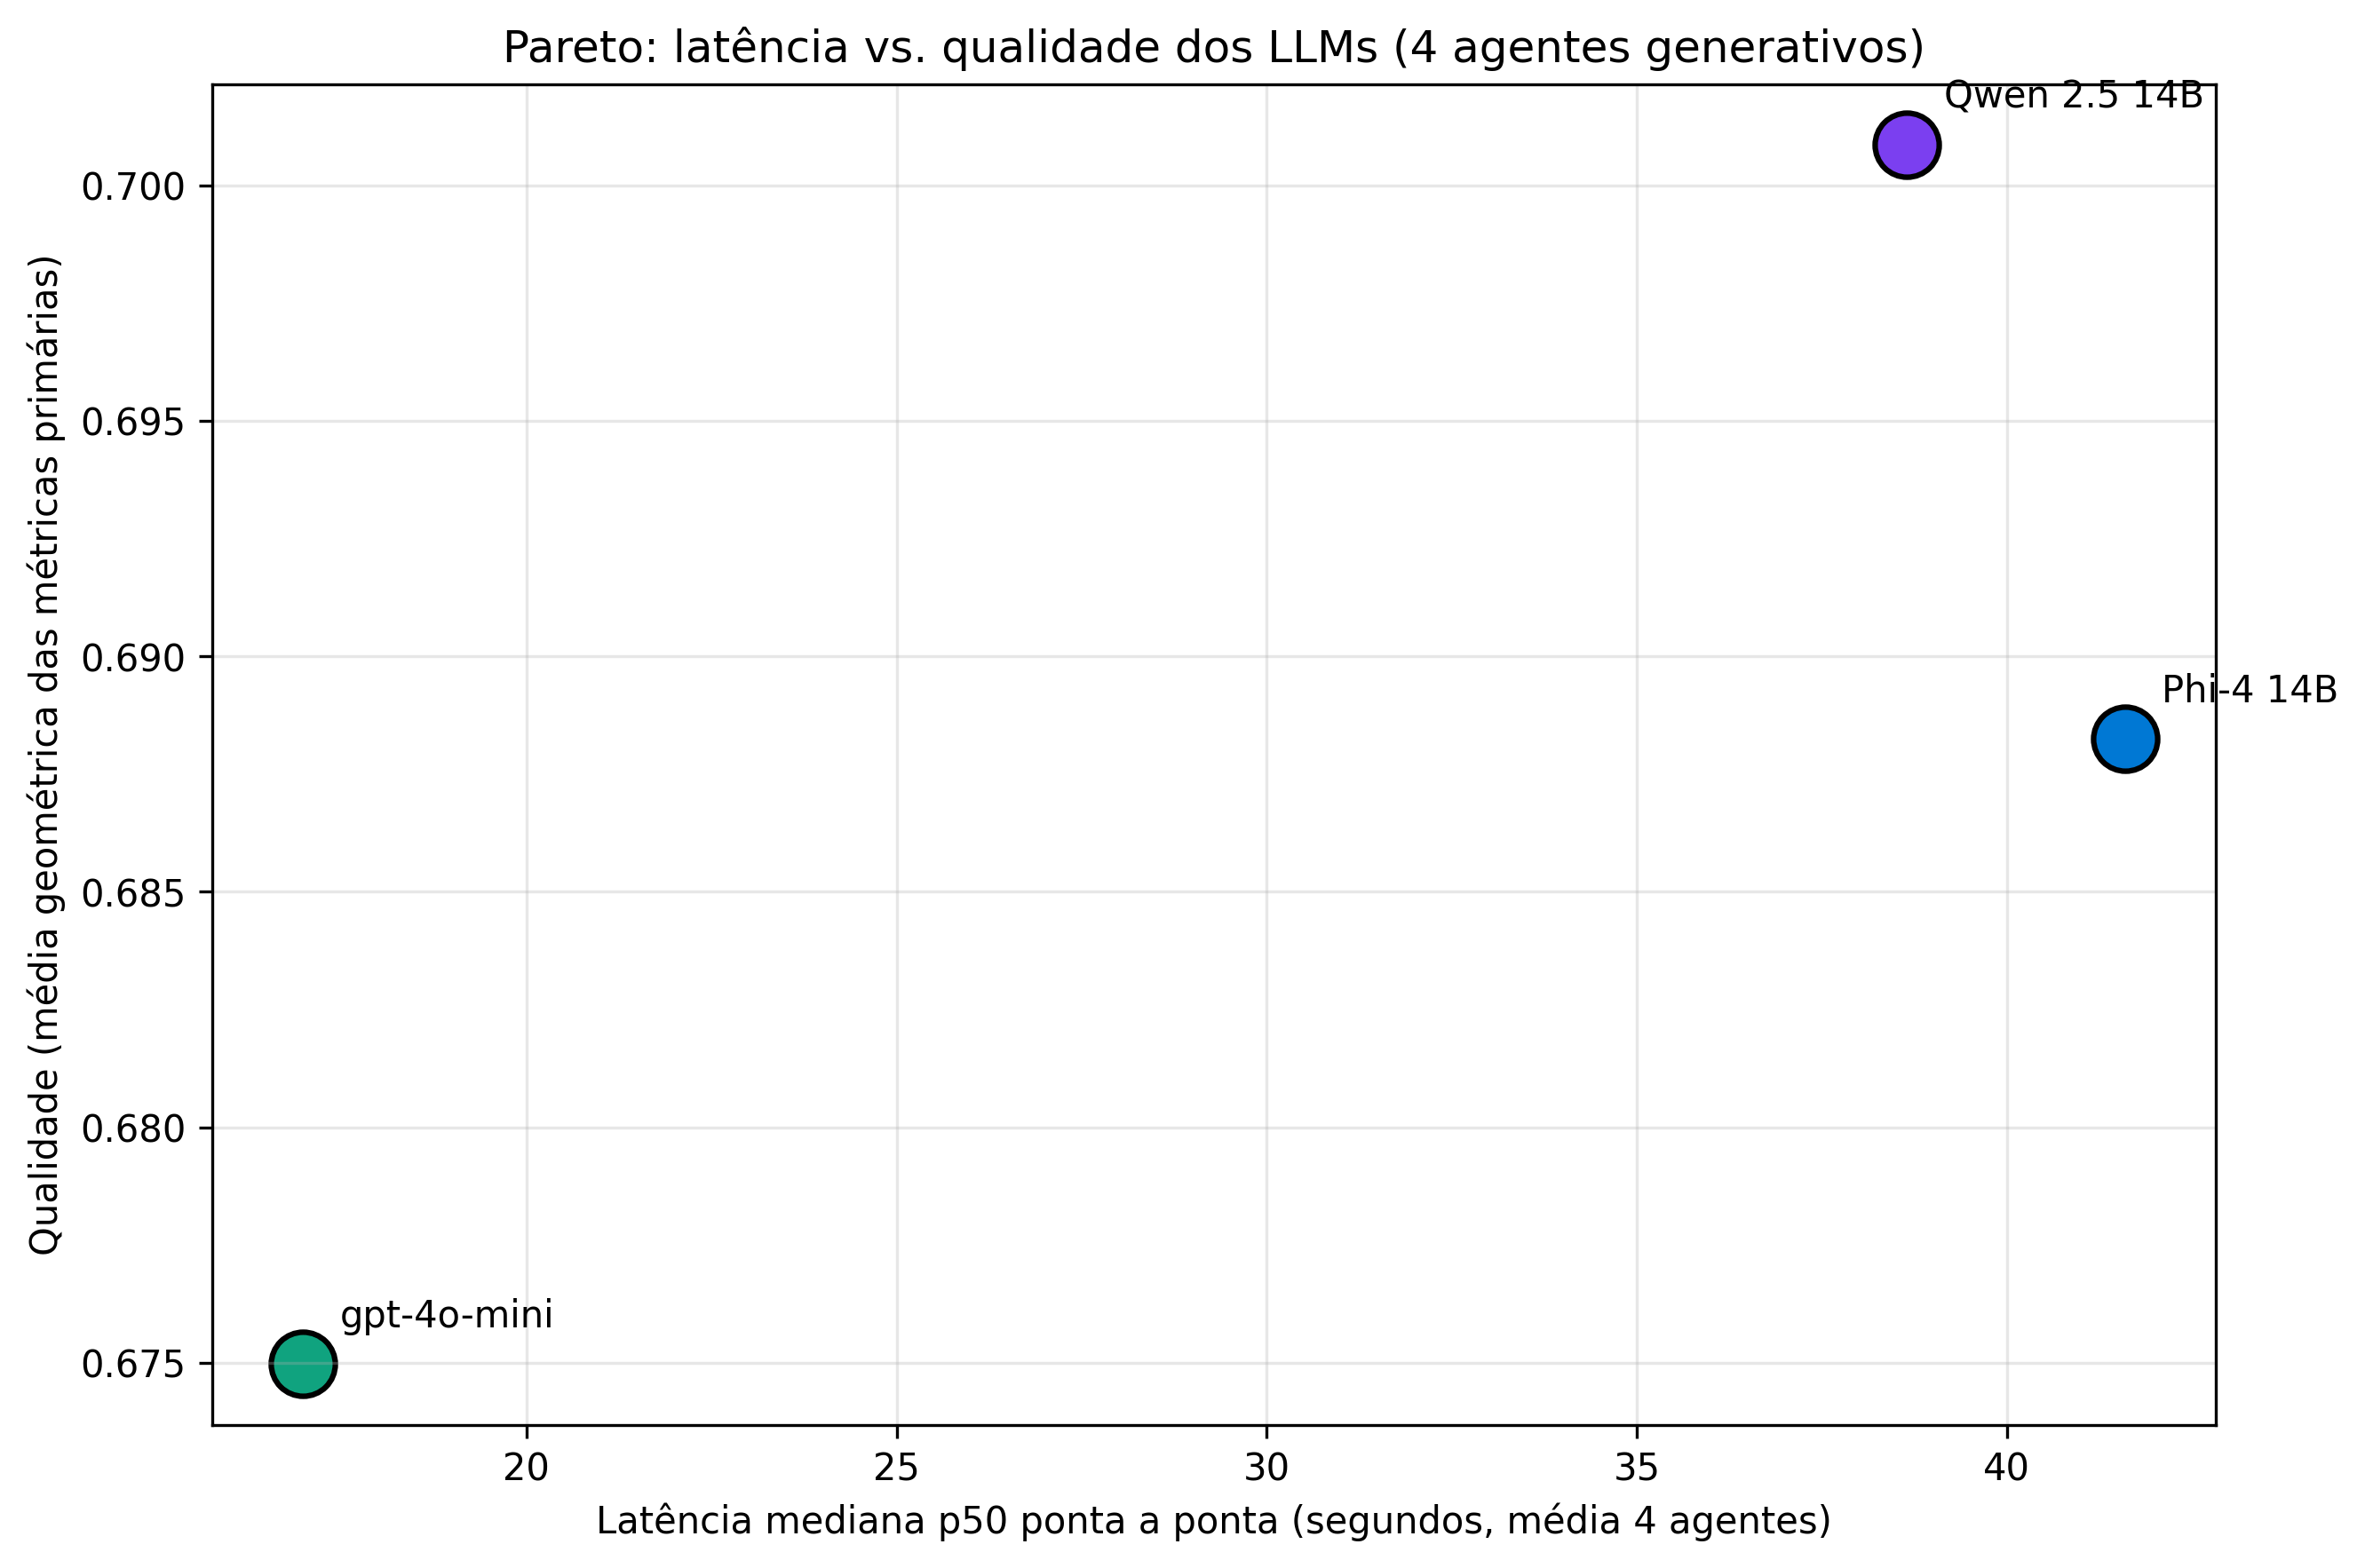 Pareto: latência vs. qualidade dos LLMs (4 agentes generativos)
Qwen 2.5 14B
0.700
0.695
0.690
Phi-4 14B
0.685
0.680
gpt-4o-mini
0.675
Qualidade (média geométrica das métricas primárias)
20
25
30
35
40
Latência mediana p50 ponta a ponta (segundos, média 4 agentes)